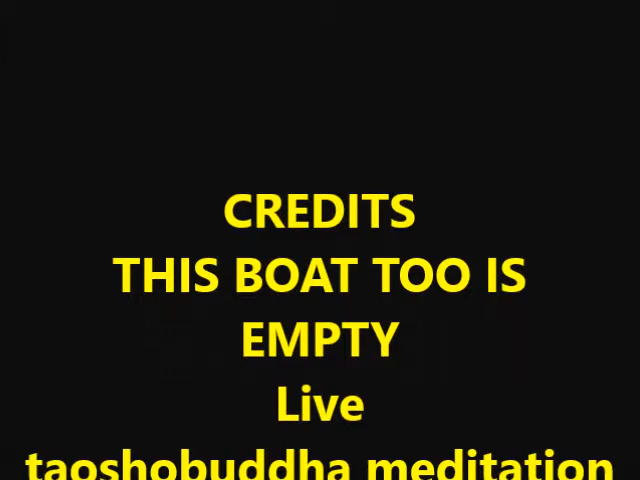 CREDITS
THIS BOAT TOO IS
EMPTY
Live
taoshobuddha meditation